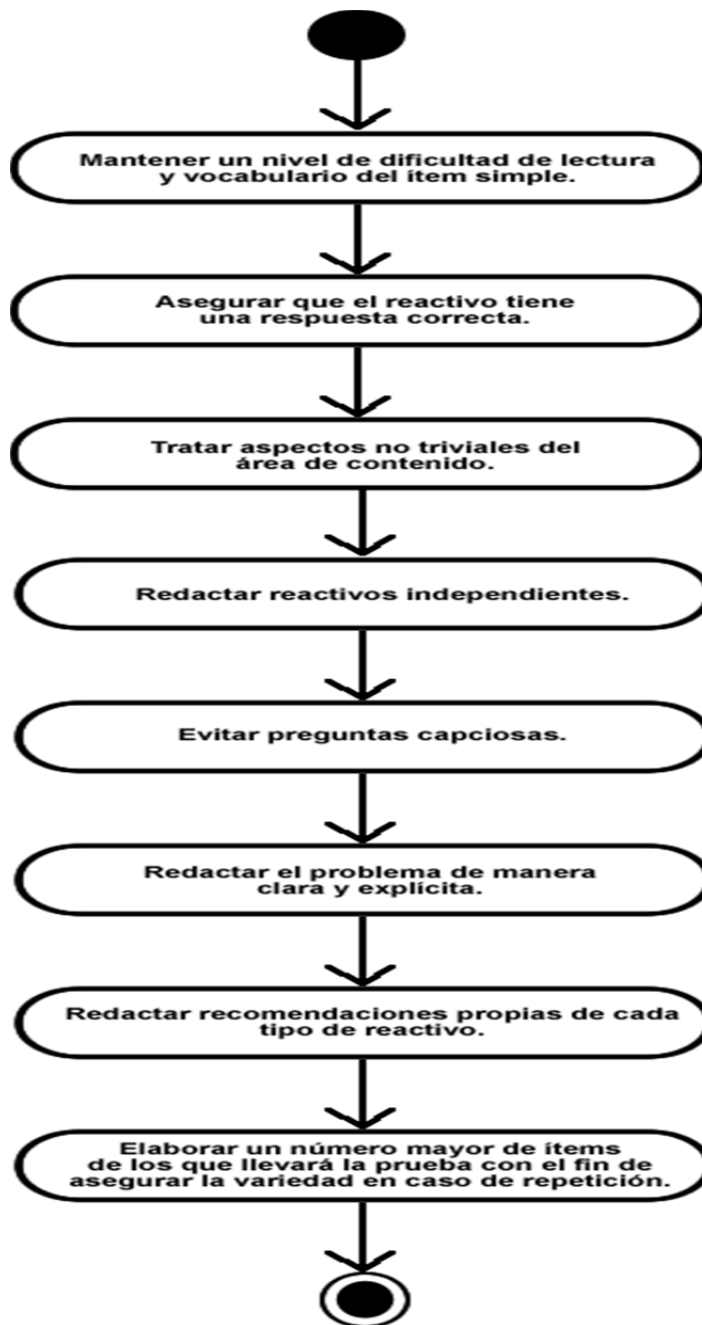 Mantener un nivel de dificultad de lectura
y vocabulario del ítem simple.
Asegurar que el reactivo tiene
una respuesta correcta.
Tratar aspectos no triviales del
área de contenido.
Redactar reactivos independientes.
Evitar preguntas capciosas.
Redactar el problema de manera
clara y explícita.
Redactar recomendaciones propias de cada
tipo de reactivo.
Elaborar un número mayor de ítems
de los que llevará la prueba con el fin de
asegurar la variedad en caso de repetición.